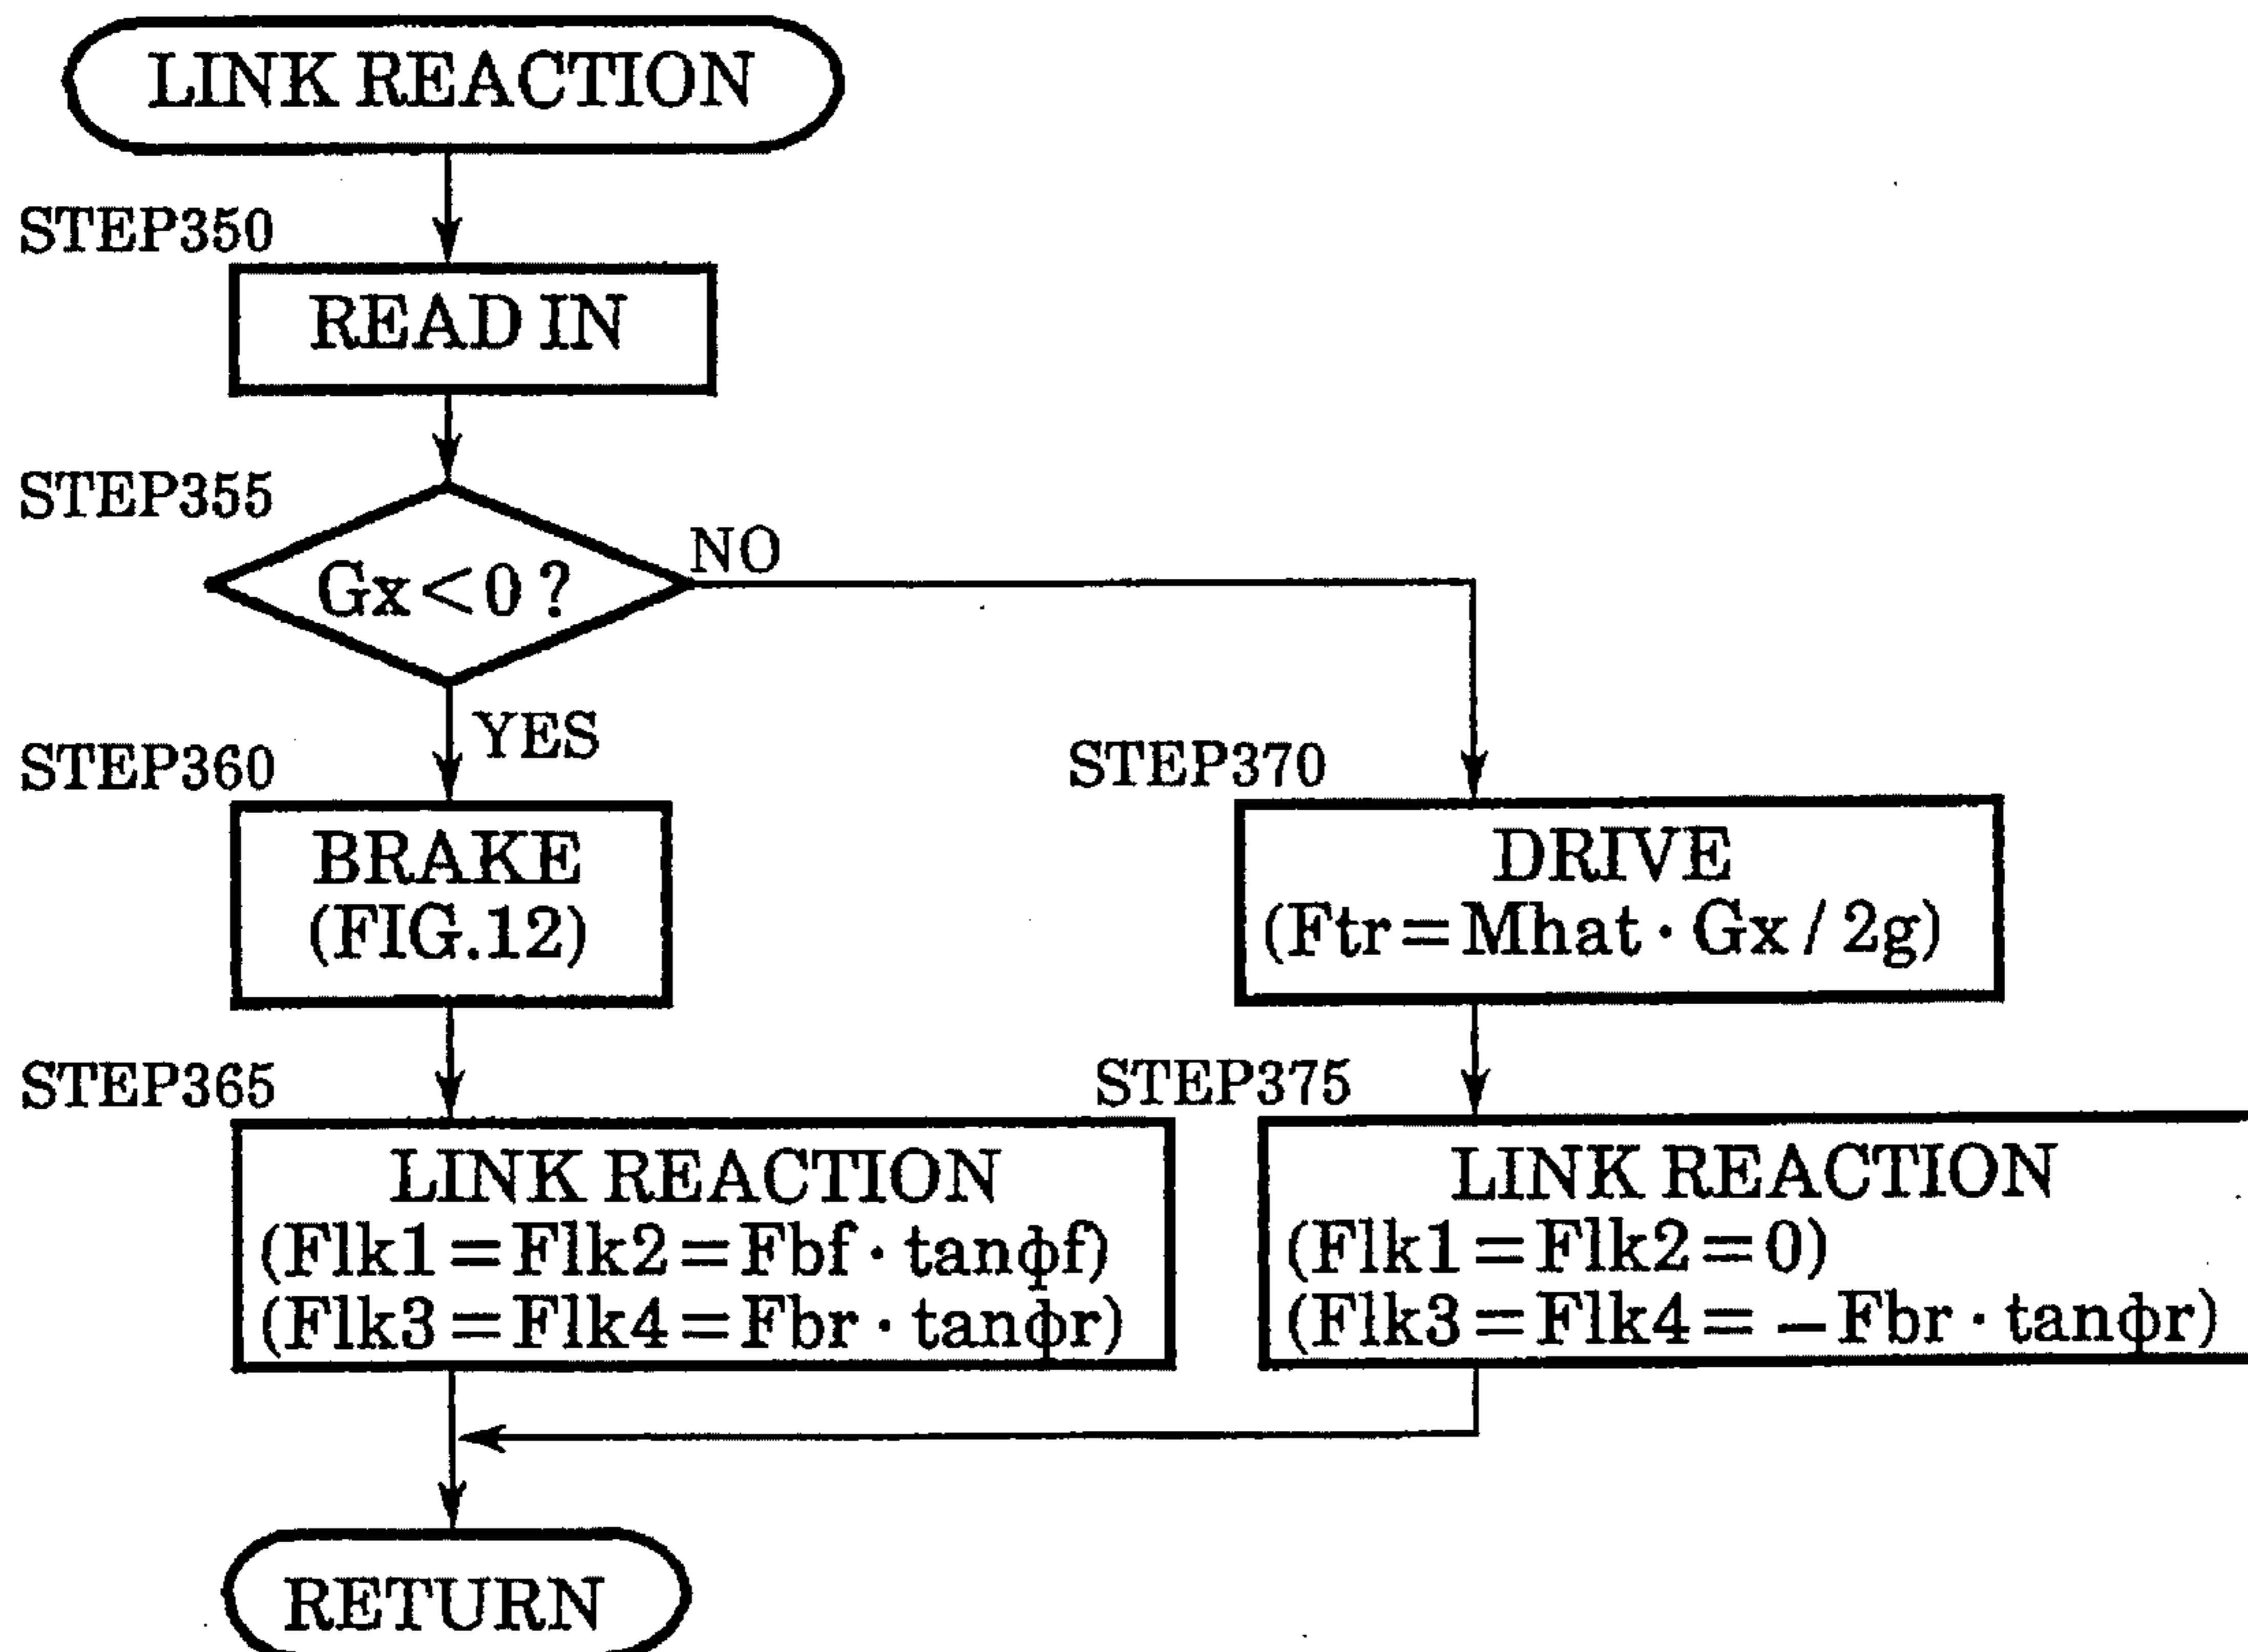 LINK REACTION
STEP350
READ IN
STEP355
Gx<0?
NO
YES
STEP360
BRAKE
(FIG.12)
STEP370
DRIVE
(Ftr=Mhat·Gx/2g)
STEP365
LINK REACTION
(Flk1=Flk2=Fbf·tanϕf)
(Flk3=Flk4=Fbr·tanϕr)
STEP375
LINK REACTION
(Flk1=Flk2=0)
(Flk3=Flk4=−Fbr·tanϕr)
RETURN